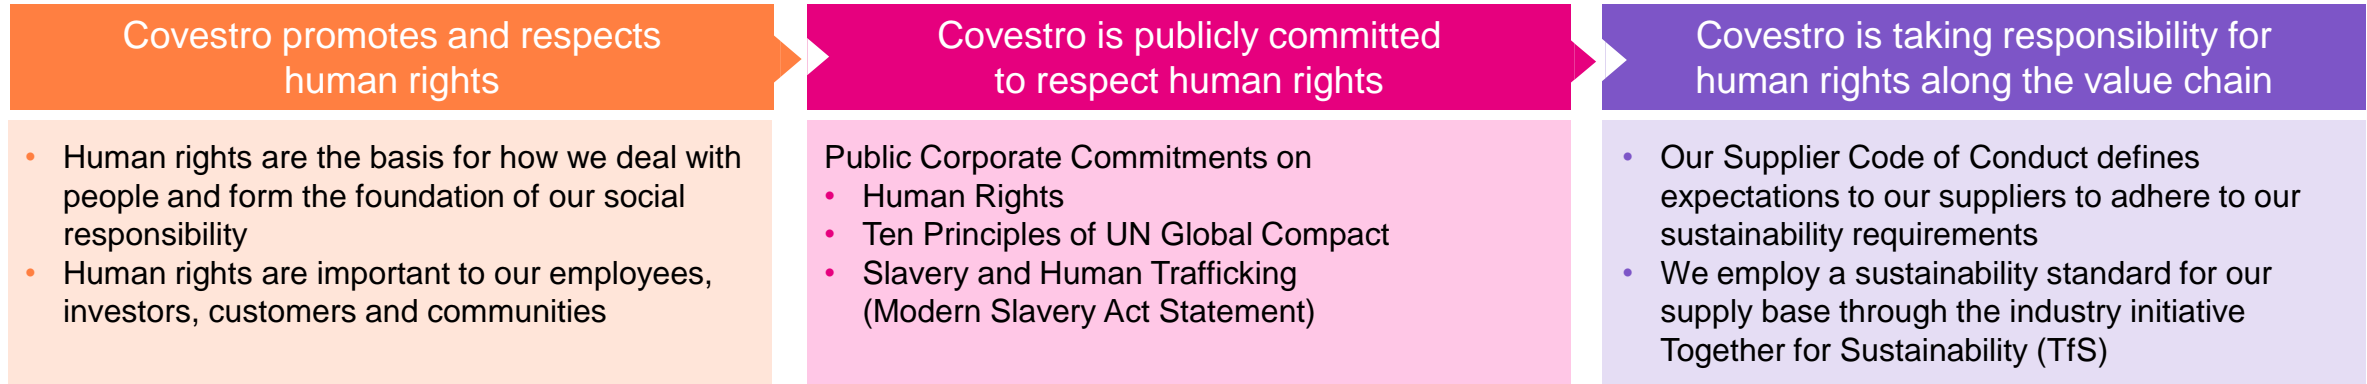 Covestro promotes and respects
human rights
• Human rights are the basis for how we deal with
people and form the foundation of our social
responsibility
• Human rights are important to our employees,
investors, customers and communities
Covestro is publicly committed
to respect human rights
Public Corporate Commitments on
• Human Rights
• Ten Principles of UN Global Compact
• Slavery and Human Trafficking
(Modern Slavery Act Statement)
Covestro is taking responsibility for
human rights along the value chain
• Our Supplier Code of Conduct defines
expectations to our suppliers to adhere to our
sustainability requirements
• We employ a sustainability standard for our
supply base through the industry initiative
Together for Sustainability (TfS)